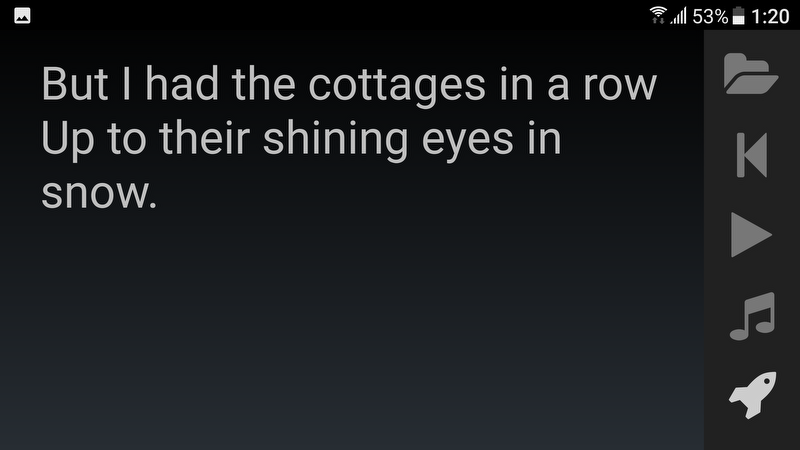 53% 1:20
But I had the cottages in a row
Up to their shining eyes in
snow.